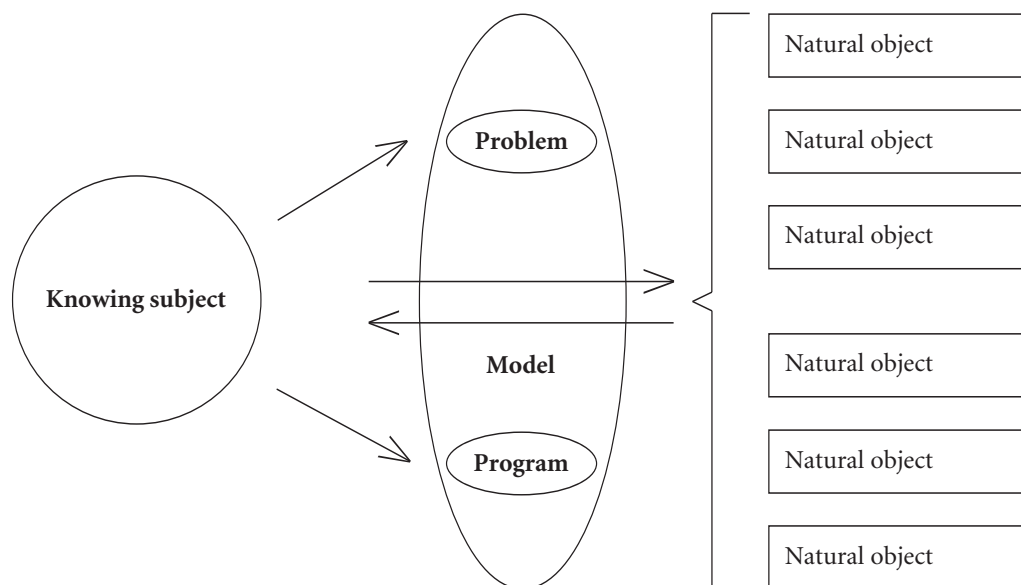 Natural object
Problem
Natural object
Natural object
Knowing subject
Model
Natural object
Program
Natural object
Natural object